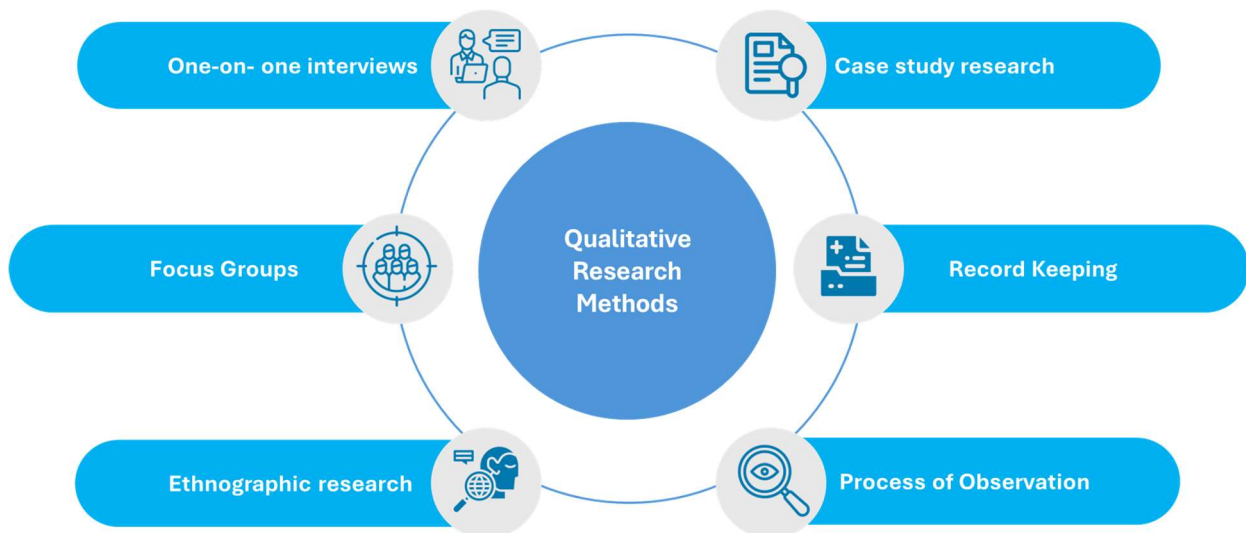 One-on- one interviews
Case study research
Focus Groups
Qualitative
Research
Methods
Record Keeping
Ethnographic research
Process of Observation